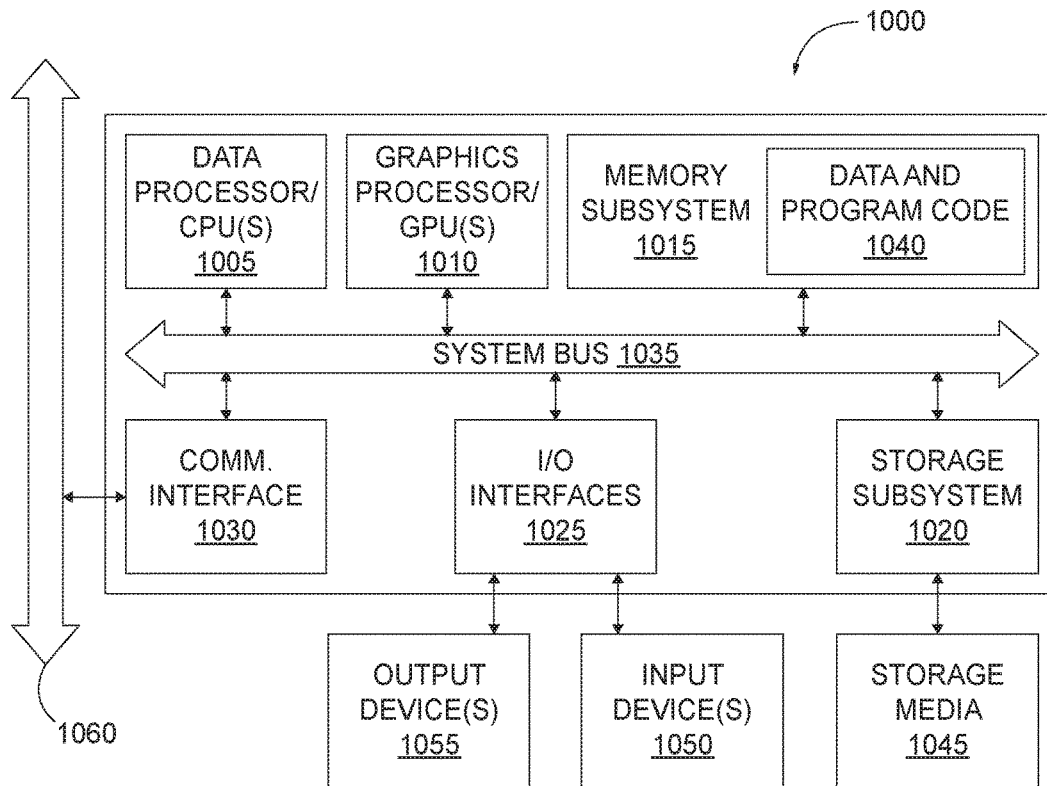 1000
DATA
PROCESSOR/
CPU(S)
1005
GRAPHICS
PROCESSOR/
GPU(S)
1010
MEMORY
SUBSYSTEM
1015
DATA AND
PROGRAM CODE
1040
SYSTEM BUS 1035
COMM.
INTERFACE
1030
I/O
INTERFACES
1025
STORAGE
SUBSYSTEM
1020
OUTPUT
DEVICE(S)
1055
INPUT
DEVICE(S)
1050
STORAGE
MEDIA
1045
1060